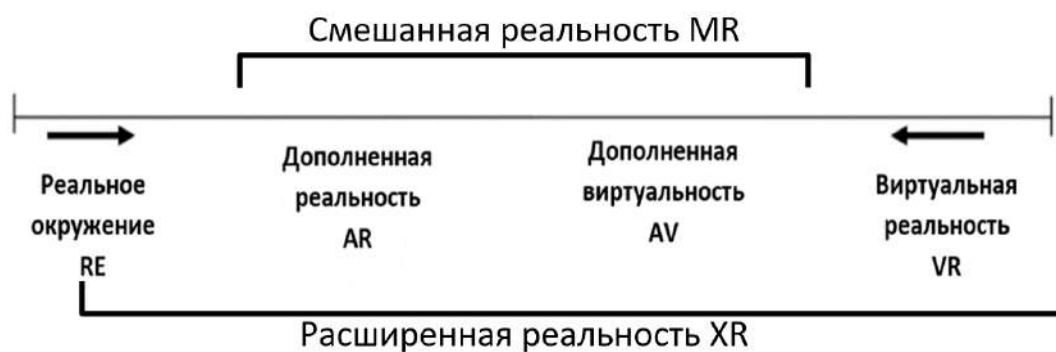 Смешанная реальность MR
Реальное
окружение
RE
Дополненная
реальность
AR
Дополненная
виртуальность
AV
Виртуальная
реальность
VR
Расширенная реальность XR